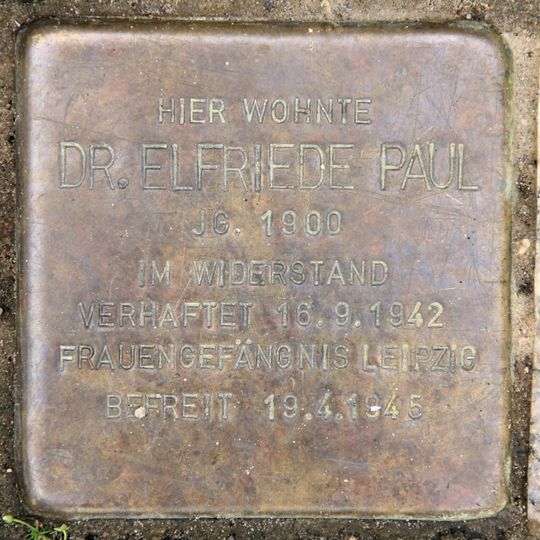 HIER WOHNTE
DR. ELFRIEDE PAUL
JG. 1900
IM WIDERSTAND
VERHAFTET 16.9.1942
FRAUENGEFÄNGNIS LEIPZIG
BEFREIT 19.4.1945